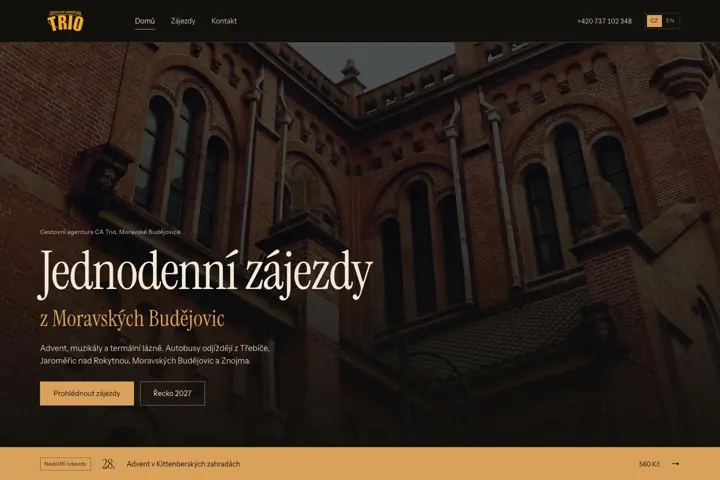 TRIO
Domů
Zájezdy
Kontakt
+420 737 102 348
CZ
EN
Cestovní agentura CA Trio, Moravské Budějovice
Jednodenní zájezdy
z Moravských Budějovic
Advent, muzikály a termální lázně. Autobusy odjíždějí z Třebíče,
Jaroměřic nad Rokytnou, Moravských Budějovic a Znojma.
Prohlédnout zájezdy
Řecko 2027
Nejbližší odjezdy
28.
Advent v Kittenberských zahradách
560 Kč
→